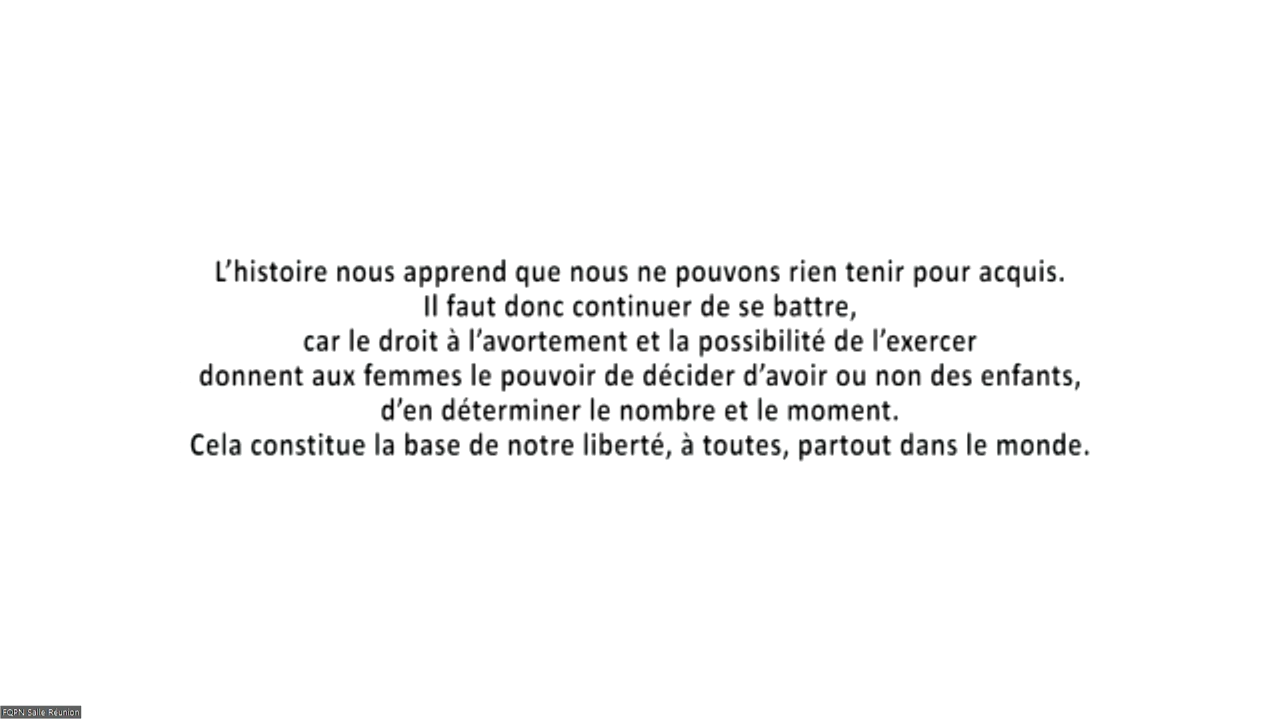 L’histoire nous apprend que nous ne pouvons rien tenir pour acquis.
Il faut donc continuer de se battre,
car le droit à l’avortement et la possibilité de l’exercer
donnent aux femmes le pouvoir de décider d’avoir ou non des enfants,
d’en déterminer le nombre et le moment.
Cela constitue la base de notre liberté, à toutes, partout dans le monde.
FQPN Salle Réunion